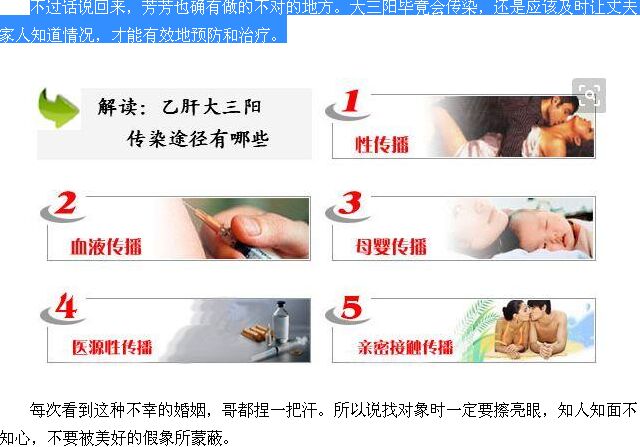 不过话说回来，芳芳也确有做的不对的地方。大三阳毕竟会传染，还是应该及时让丈夫
家人知道情况，才能有效地预防和治疗。
解读：乙肝大三阳
传染途径有哪些
1
性传播
2
血液传播
3
母婴传播
4
医源性传播
5
亲密接触传播
每次看到这种不幸的婚姻，哥都捏一把汗。所以说找对象时一定要擦亮眼，知人知面不
知心，不要被美好的假象所蒙蔽。